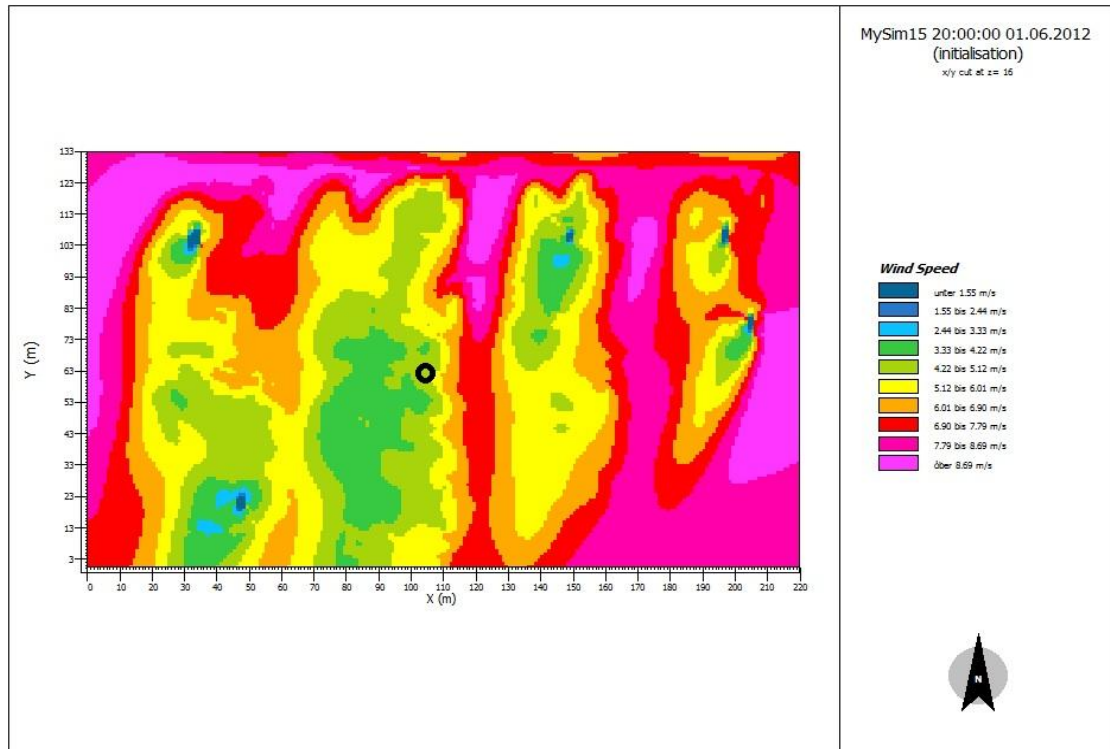 MySim15 20:00:00 01.06.2012
(initialisation)
x/y cut at z= 16
Y (m)
133
123
113
103
93
83
73
63
53
43
33
23
13
3
0 10 20 30 40 50 60 70 80 90 100 110 120 130 140 150 160 170 180 190 200 210 220
X (m)
Wind Speed
unter 1.55 m/s
1.55 bis 2.44 m/s
2.44 bis 3.33 m/s
3.33 bis 4.22 m/s
4.22 bis 5.12 m/s
5.12 bis 6.01 m/s
6.01 bis 6.90 m/s
6.90 bis 7.79 m/s
7.79 bis 8.69 m/s
őber 8.69 m/s
N